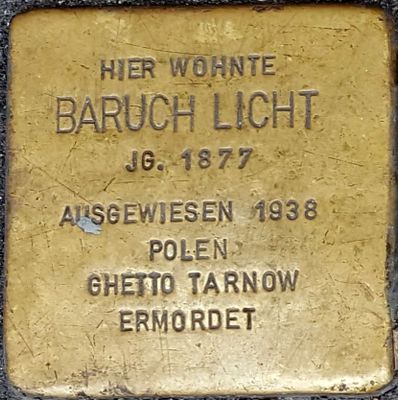 HIER WOHNTE
BARUCH LICHT
JG. 1877
AUSGEWIESEN 1938
POLEN
GHETTO TARNOW
ERMORDET